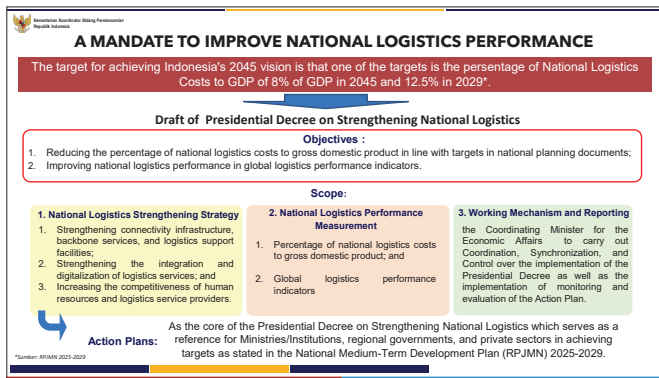 Kementerian Koordinator Bidang Perekonomian
Republik Indonesia
A MANDATE TO IMPROVE NATIONAL LOGISTICS PERFORMANCE
The target for achieving Indonesia's 2045 vision is that one of the targets is the persentage of National Logistics
Costs to GDP of 8% of GDP in 2045 and 12.5% in 2029*.
Draft of Presidential Decree on Strengthening National Logistics
Objectives :
1. Reducing the percentage of national logistics costs to gross domestic product in line with targets in national planning documents;
2. Improving national logistics performance in global logistics performance indicators.
Scope:
1. National Logistics Strengthening Strategy
1. Strengthening connectivity infrastructure,
backbone services, and logistics support
facilities;
2. Strengthening the integration and
digitalization of logistics services; and
3. Increasing the competitiveness of human
resources and logistics service providers.
2. National Logistics Performance
Measurement
1. Percentage of national logistics costs
to gross domestic product; and
2. Global logistics performance
indicators
3. Working Mechanism and Reporting
the Coordinating Minister for the
Economic Affairs to carry out
Coordination, Synchronization, and
Control over the implementation of the
Presidential Decree as well as the
implementation of monitoring and
evaluation of the Action Plan.
Action Plans:
As the core of the Presidential Decree on Strengthening National Logistics which serves as a
reference for Ministries/Institutions, regional governments, and private sectors in achieving
targets as stated in the National Medium-Term Development Plan (RPJMN) 2025-2029.
*Sumber: RPJMN 2025-2029